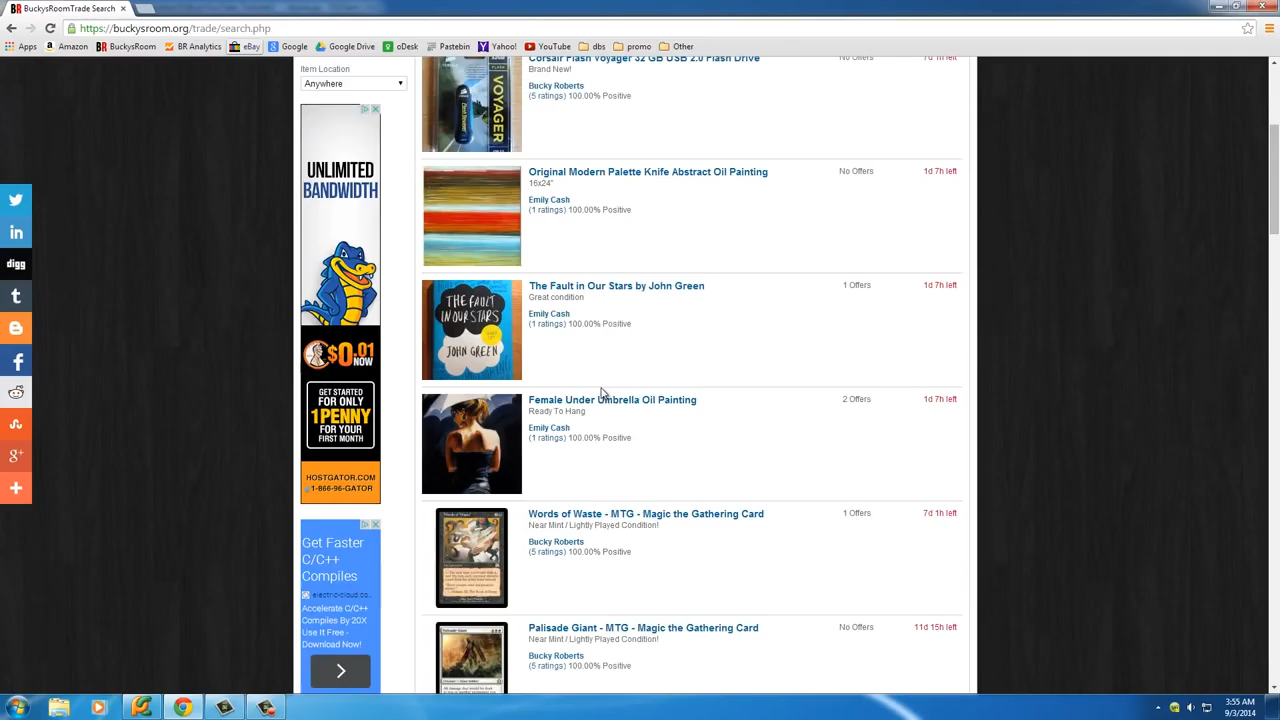 BuckysRoomTrade Search
https://buckysroom.org/trade/search.php
Apps
Amazon
BuckysRoom
BR Analytics
eBay
Google
Google Drive
oDesk
Pastebin
Yahoo!
YouTube
dbs
promo
Other
Item Location
Anywhere
UNLIMITED
BANDWIDTH
$0.01
NOW
GET STARTED
FOR ONLY
1 PENNY
FOR YOUR
FIRST MONTH
HOSTGATOR.COM
1-866-96-GATOR
Get Faster
C/C++
Compiles
electric-cloud.co...
Accelerate C/C++
Compiles By 20X
Use It Free -
Download Now!
digg
Corsair Flash Voyager 32 GB USB 2.0 Flash Drive
Brand New!
Bucky Roberts
(5 ratings) 100.00% Positive
No Offers
7d 1h left
VOYAGER
Original Modern Palette Knife Abstract Oil Painting
16x24"
Emily Cash
(1 ratings) 100.00% Positive
No Offers
1d 7h left
THE FAULT
IN OUR STARS
JOHN GREEN
The Fault in Our Stars by John Green
Great condition
Emily Cash
(1 ratings) 100.00% Positive
1 Offers
1d 7h left
Female Under Umbrella Oil Painting
Ready To Hang
Emily Cash
(1 ratings) 100.00% Positive
2 Offers
1d 7h left
Words of Waste - MTG - Magic the Gathering Card
Near Mint / Lightly Played Condition!
Bucky Roberts
(5 ratings) 100.00% Positive
1 Offers
7d 1h left
Palisade Giant - MTG - Magic the Gathering Card
Near Mint / Lightly Played Condition!
Bucky Roberts
(5 ratings) 100.00% Positive
No Offers
11d 15h left
3:55 AM
9/3/2014